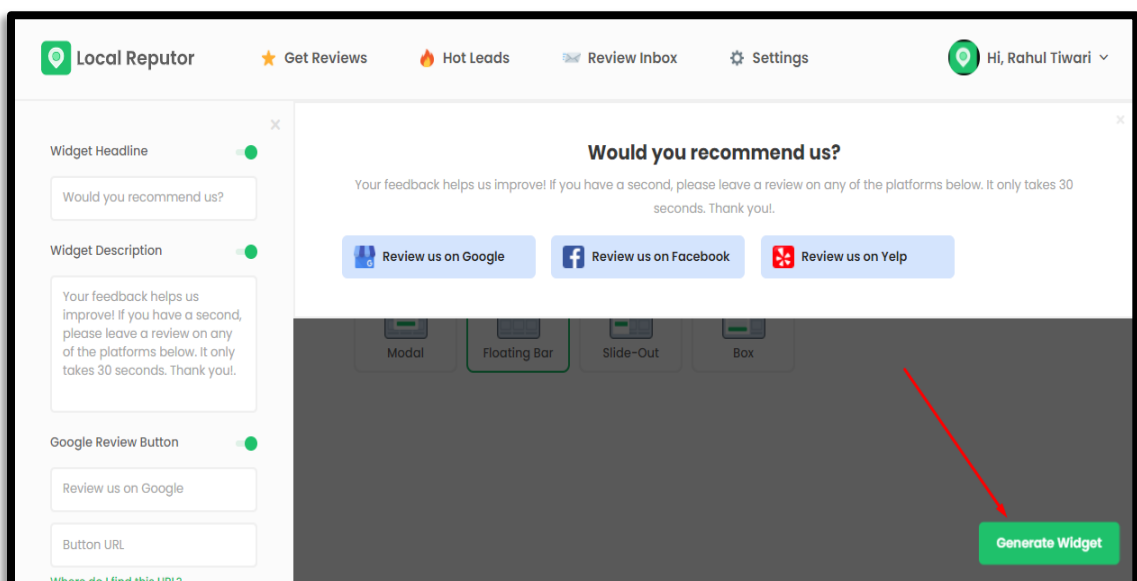 Local Reputor
Get Reviews
Hot Leads
Review Inbox
Settings
Hi, Rahul Tiwari
Widget Headline
Would you recommend us?
Widget Description
Your feedback helps us
improve! If you have a second,
please leave a review on any
of the platforms below. It only
takes 30 seconds. Thank you!.
Google Review Button
Review us on Google
Button URL
Where do I find this URL?
Would you recommend us?
Your feedback helps us improve! If you have a second, please leave a review on any of the platforms below. It only takes 30
seconds. Thank you!.
Review us on Google
Review us on Facebook
Review us on Yelp
Modal
Floating Bar
Slide-Out
Box
Generate Widget